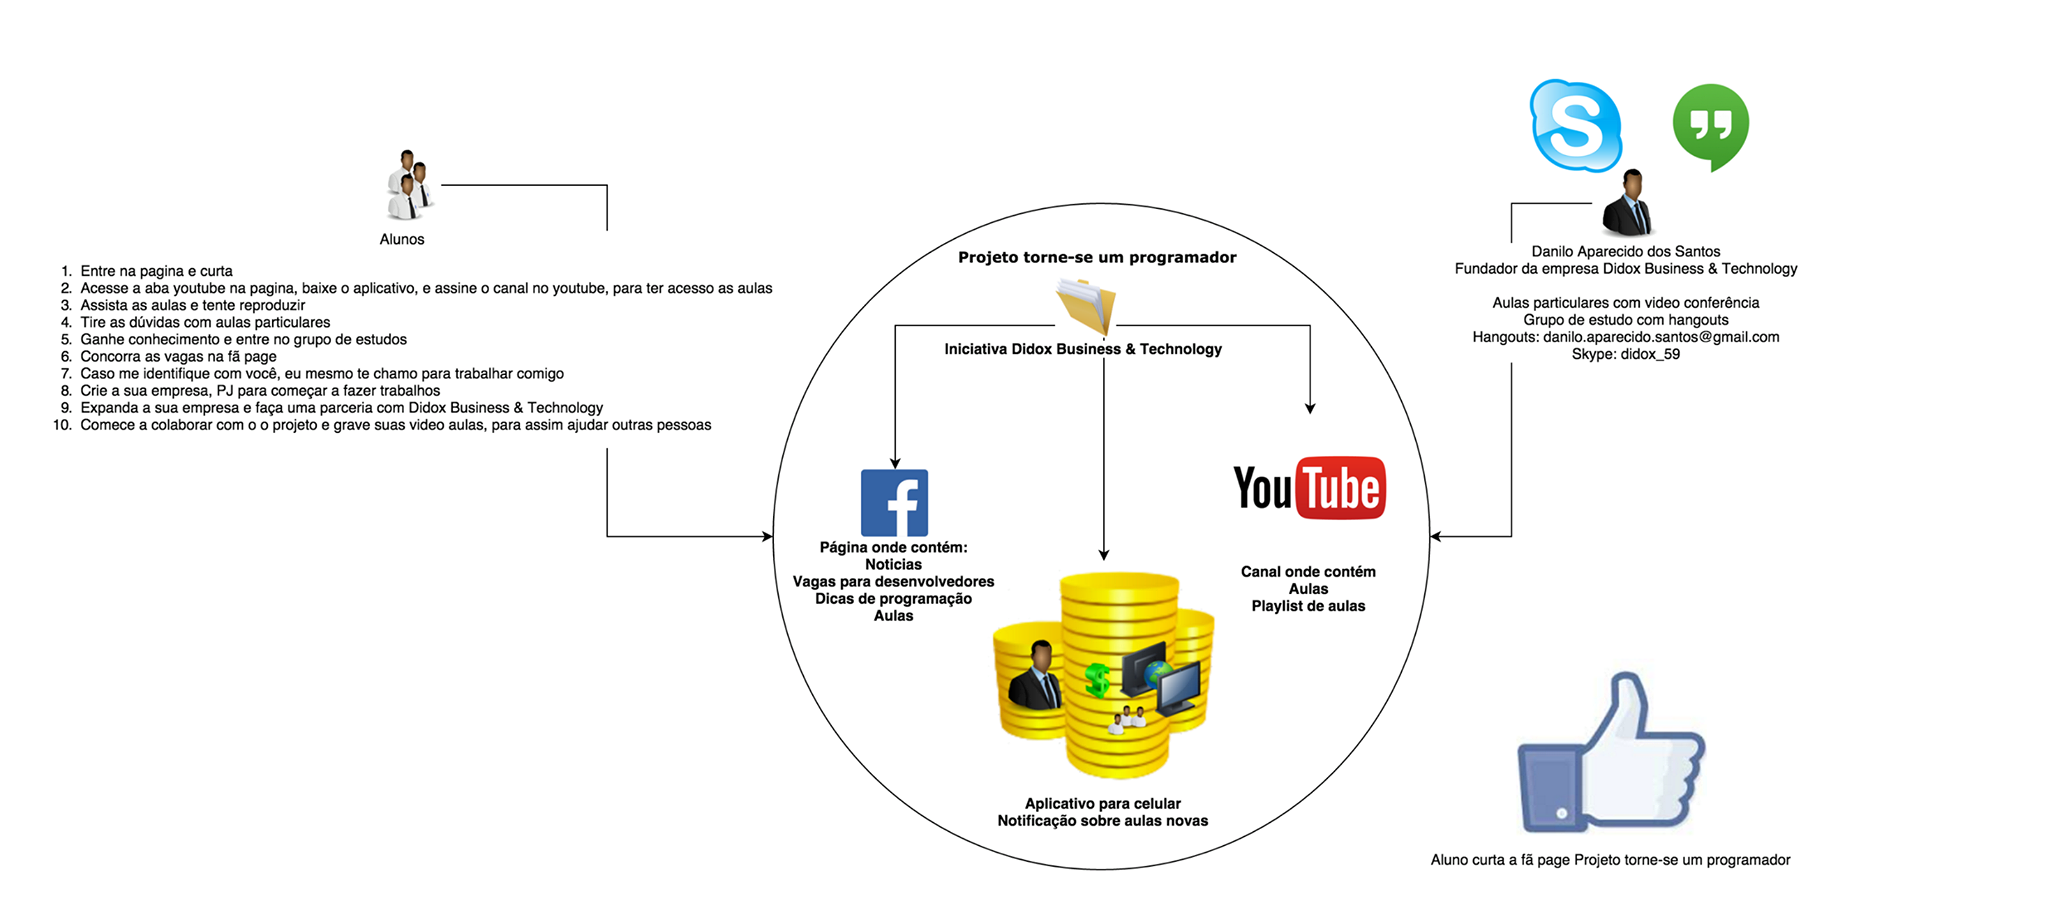 Alunos
1. Entre na pagina e curta
2. Acesse a aba youtube na pagina, baixe o aplicativo, e assine o canal no youtube, para ter acesso as aulas
3. Assista as aulas e tente reproduzir
4. Tire as dúvidas com aulas particulares
5. Ganhe conhecimento e entre no grupo de estudos
6. Concorra as vagas na fã page
7. Caso me identifique com você, eu mesmo te chamo para trabalhar comigo
8. Crie a sua empresa, PJ para começar a fazer trabalhos
9. Expanda a sua empresa e faça uma parceria com Didox Business & Technology
10. Comece a colaborar com o o projeto e grave suas video aulas, para assim ajudar outras pessoas
Projeto torne-se um programador
Iniciativa Didox Business & Technology
f
Página onde contém:
Noticias
Vagas para desenvolvedores
Dicas de programação
Aulas
$
Aplicativo para celular
Notificação sobre aulas novas
YouTube
Canal onde contém
Aulas
Playlist de aulas
S
Danilo Aparecido dos Santos
Fundador da empresa Didox Business & Technology
Aulas particulares com video conferência
Grupo de estudo com hangouts
Hangouts: danilo.aparecido.santos@gmail.com
Skype: didox_59
Aluno curta a fã page Projeto torne-se um programador